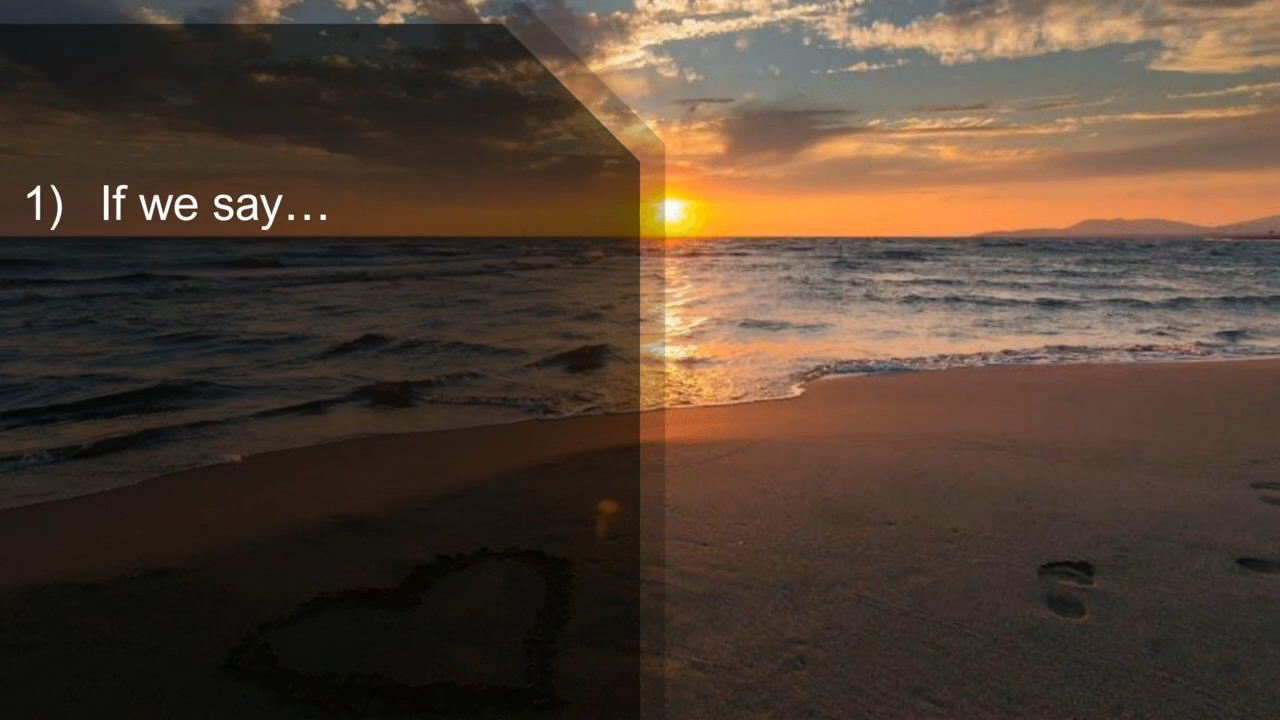 1) If we say…